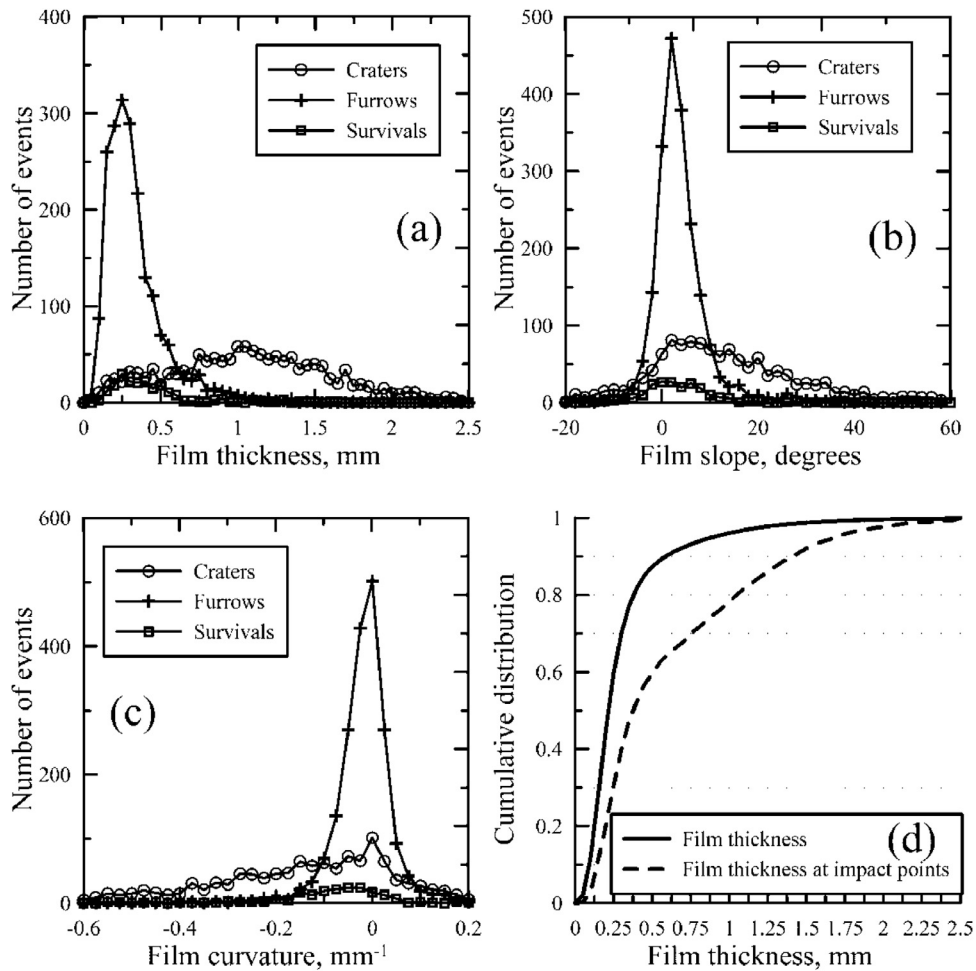 400
300
200
100
0
Number of events
Craters
Furrows
Survivals
(a)
0 0.5 1 1.5 2 2.5
Film thickness, mm
500
400
300
200
100
0
Number of events
Craters
Furrows
Survivals
(b)
-20 0 20 40 60
Film slope, degrees
600
400
200
0
Number of events
Craters
Furrows
Survivals
(c)
-0.6 -0.4 -0.2 0 0.2
Film curvature, mm-1
1
0.8
0.6
0.4
0.2
0
Cumulative distribution
Film thickness
Film thickness at impact points
(d)
0 0.25 0.5 0.75 1 1.25 1.5 1.75 2 2.25 2.5
Film thickness, mm